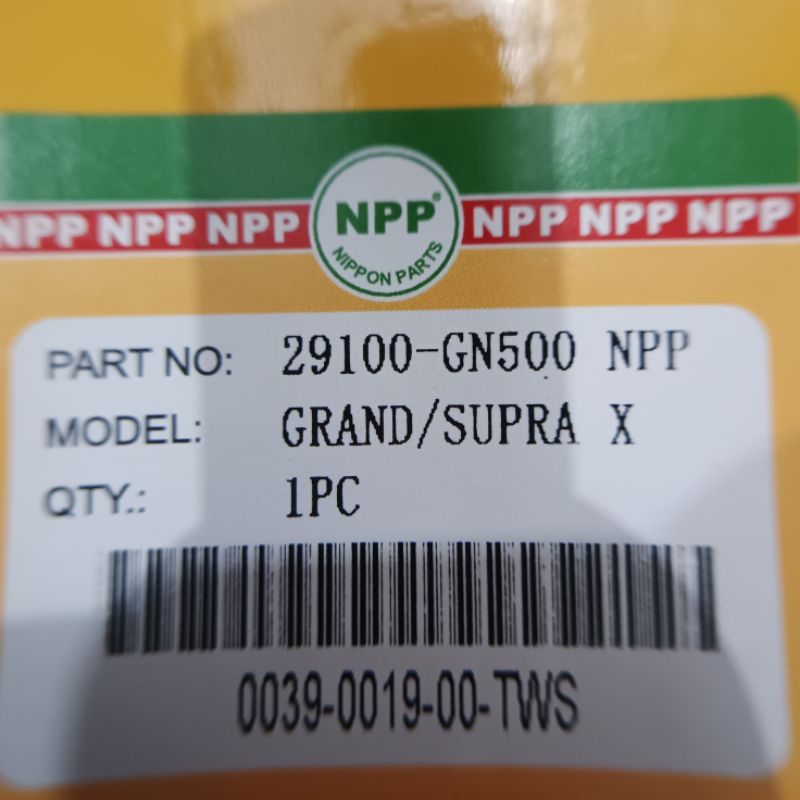 NPP NPP NPP NPP® NPP NPP NPP
NIPPON PARTS
PART NO: 29100-GN500 NPP
MODEL: GRAND/SUPRA X
QTY.: 1PC
0039-0019-00-TWS